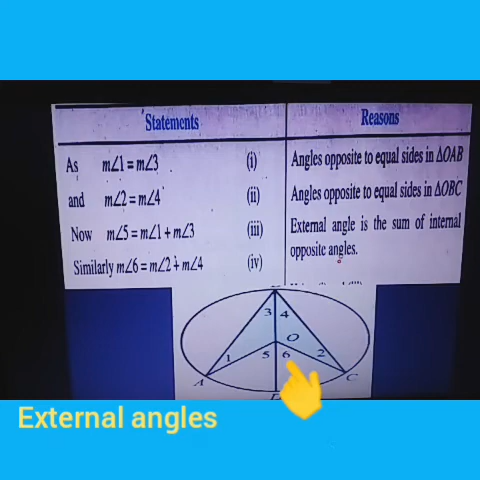 Statements Reasons
As m∠1 = m∠3 (i) Angles opposite to equal sides in ΔOAB
and m∠2 = m∠4 (ii) Angles opposite to equal sides in ΔOBC
Now m∠5 = m∠1 + m∠3 (iii) External angle is the sum of internal
opposite angles.
Similarly m∠6 = m∠2 + m∠4 (iv)
3 4
O
1 5 6 2
A C
External angles